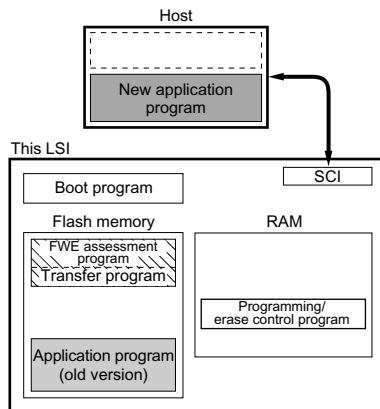 Host
New application
program
This LSI
SCI
Boot program
Flash memory
RAM
FWE assessment
program
Transfer program
Programming/
erase control program
Application program
(old version)